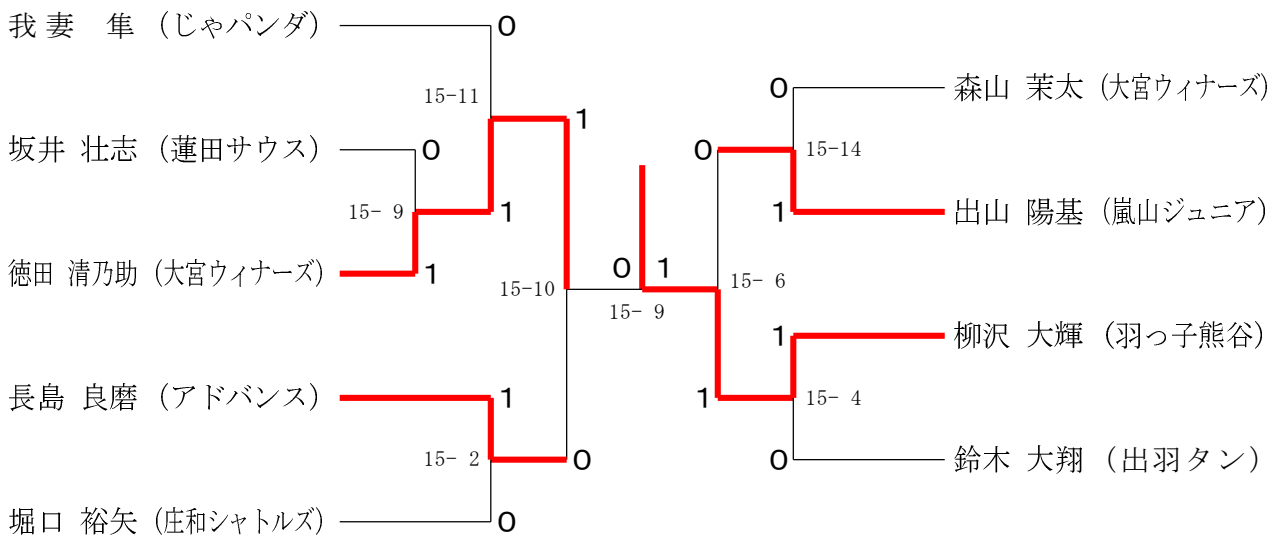 我妻　隼 （じゃパンダ）
0
15-11
1
坂井 壮志 （蓮田サウス）
0
15- 9
1
徳田 清乃助 （大宮ウィナーズ）
1
15-10
長島 良磨 （アドバンス）
1
15- 2
0
堀口 裕矢 （庄和シャトルズ）
0
0 1
15- 9
0
森山 茉太 （大宮ウィナーズ）
0
15-14
1
出山 陽基 （嵐山ジュニア）
15- 6
1
柳沢 大輝 （羽っ子熊谷）
1
15- 4
0
鈴木 大翔 （出羽タン）